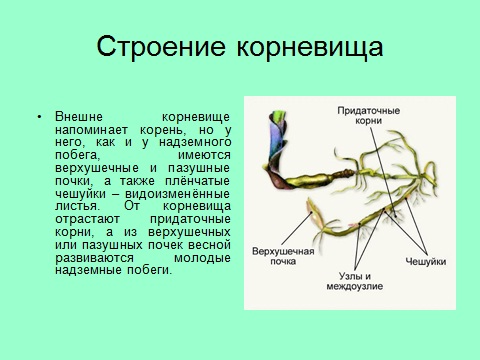 Строение корневища
• Внешне корневище
напоминает корень, но у
него, как и у надземного
побега, имеются
верхушечные и пазушные
почки, а также плёнчатые
чешуйки – видоизменённые
листья. От корневища
отрастают придаточные
корни, а из верхушечных
или пазушных почек весной
развиваются молодые
надземные побеги.
Придаточные
корни
Верхушечная
почка
Чешуйки
Узлы и
междоузлие